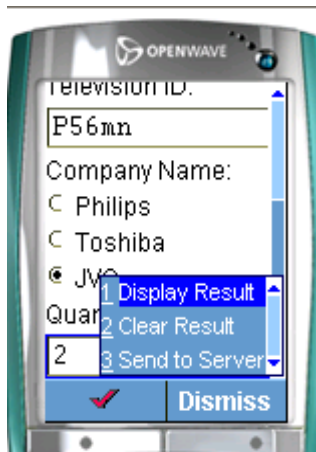 OPENWAVE
Television ID:
P56mn
Company Name:
Philips
Toshiba
JVC
1 Display Result
Quan
2 Clear Result
2
3 Send to Server
Dismiss